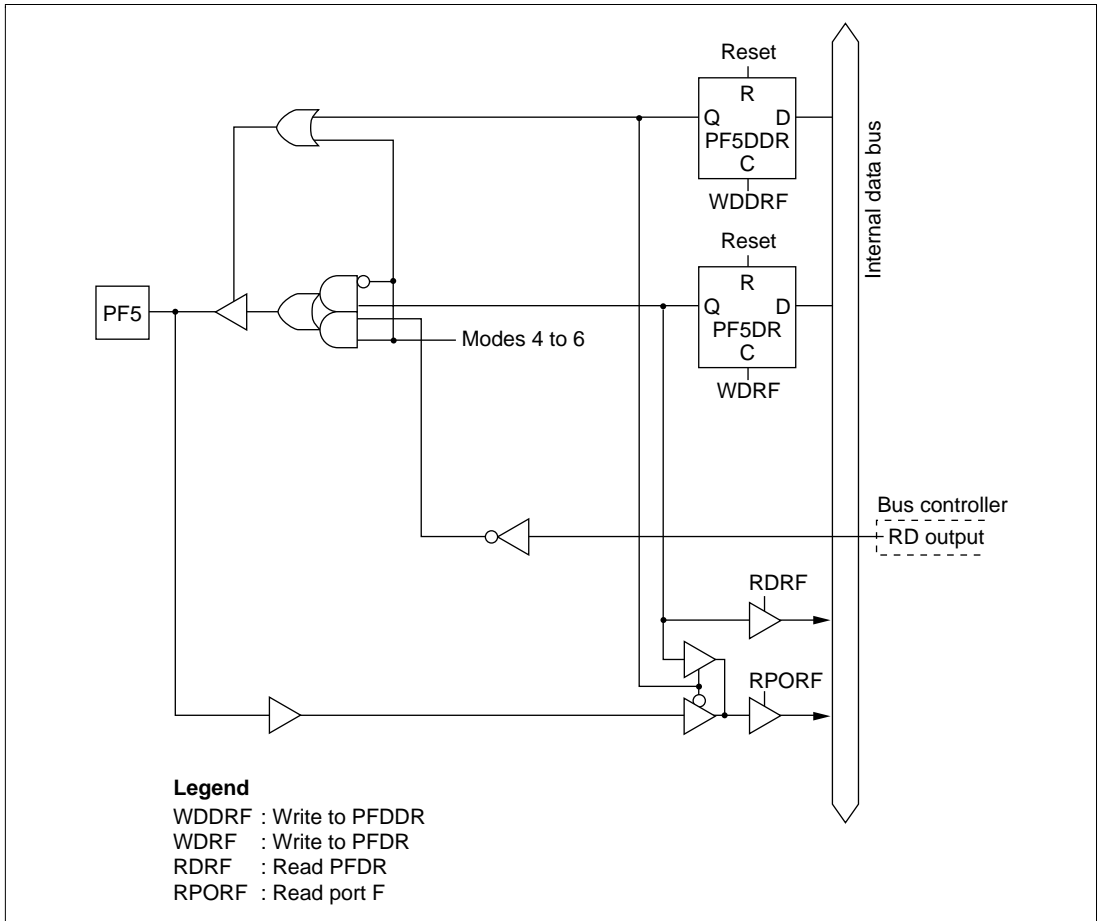 Reset
R
Q D
PF5DDR
C
WDDRF
Internal data bus
Reset
R
Q D
PF5DR
C
WDRF
PF5
Modes 4 to 6
Bus controller
RD output
RDRF
RPORF
Legend
WDDRF : Write to PFDDR
WDRF : Write to PFDR
RDRF : Read PFDR
RPORF : Read port F